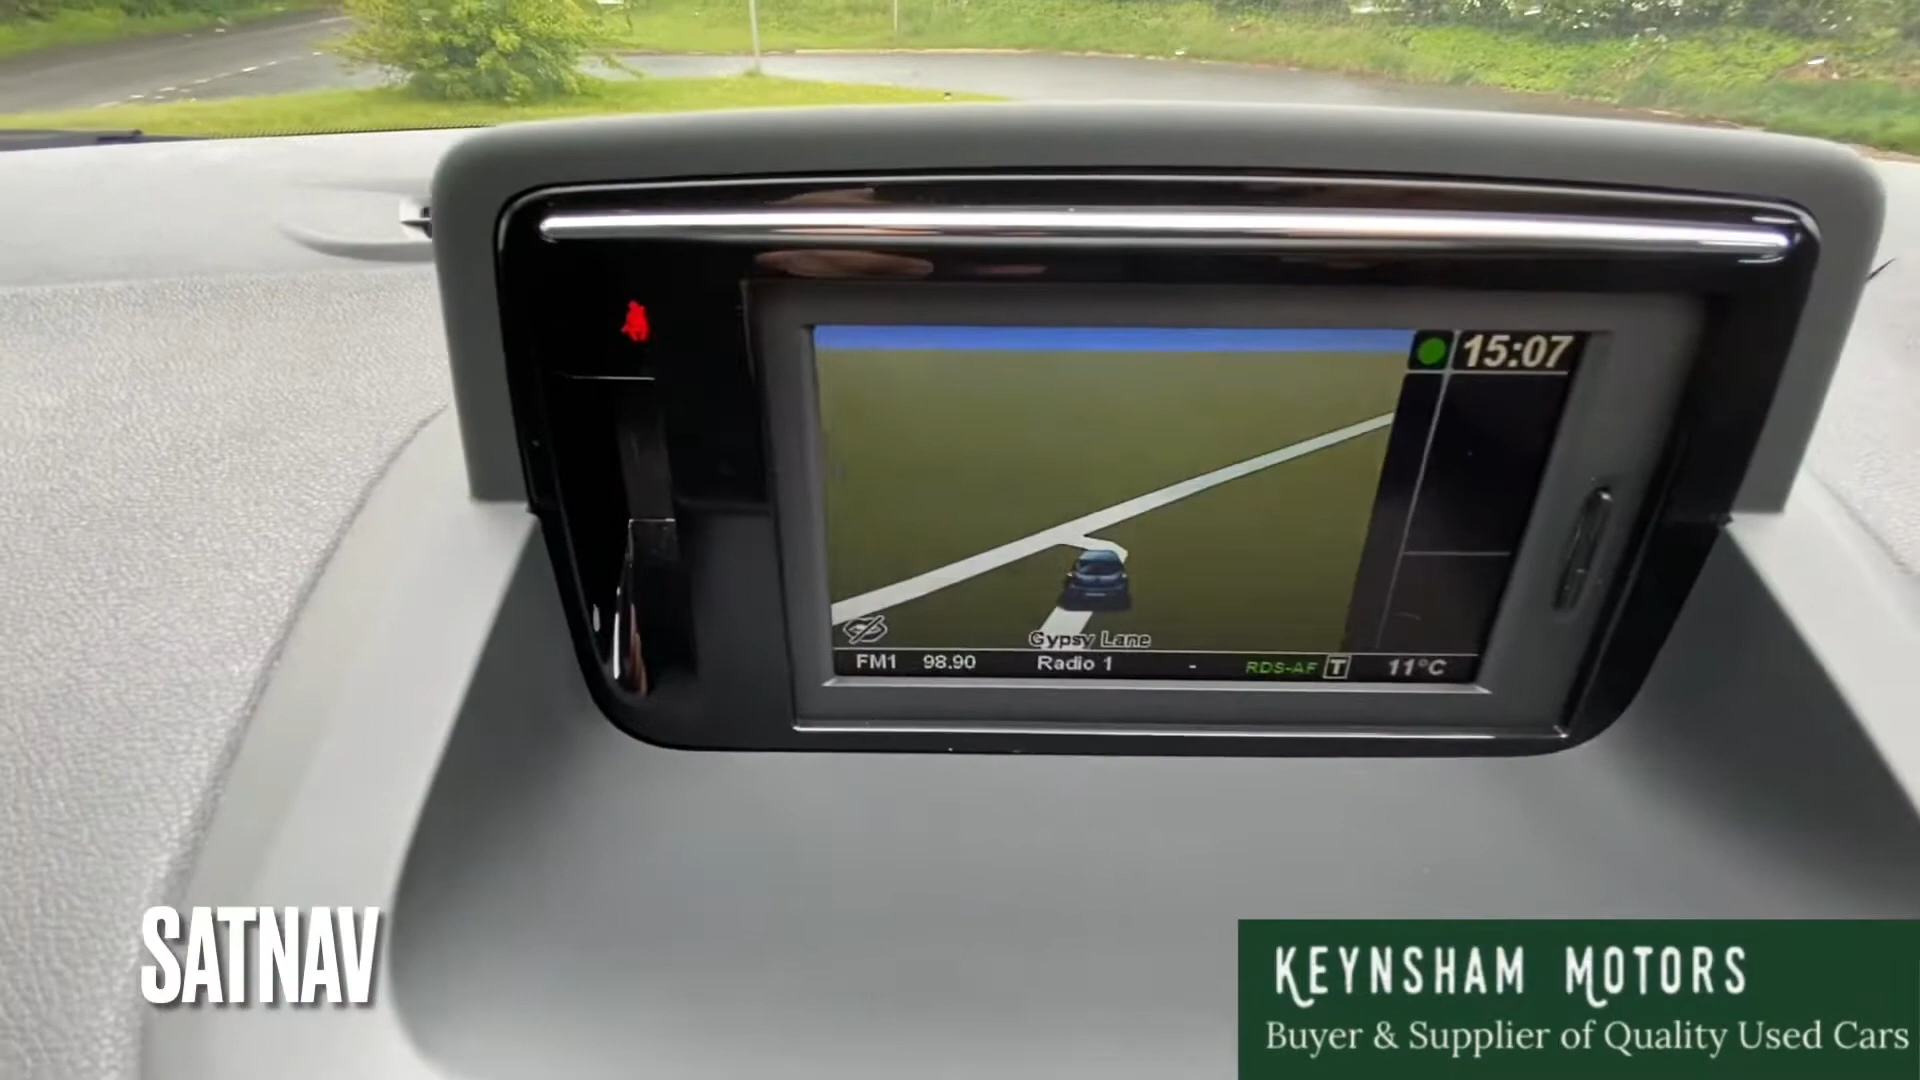 15:07
Gypsy Lane
FM1 98.90 Radio 1 - RDS-AF T 11°C
SATNAV
KEYNSHAM MOTORS
Buyer & Supplier of Quality Used Cars